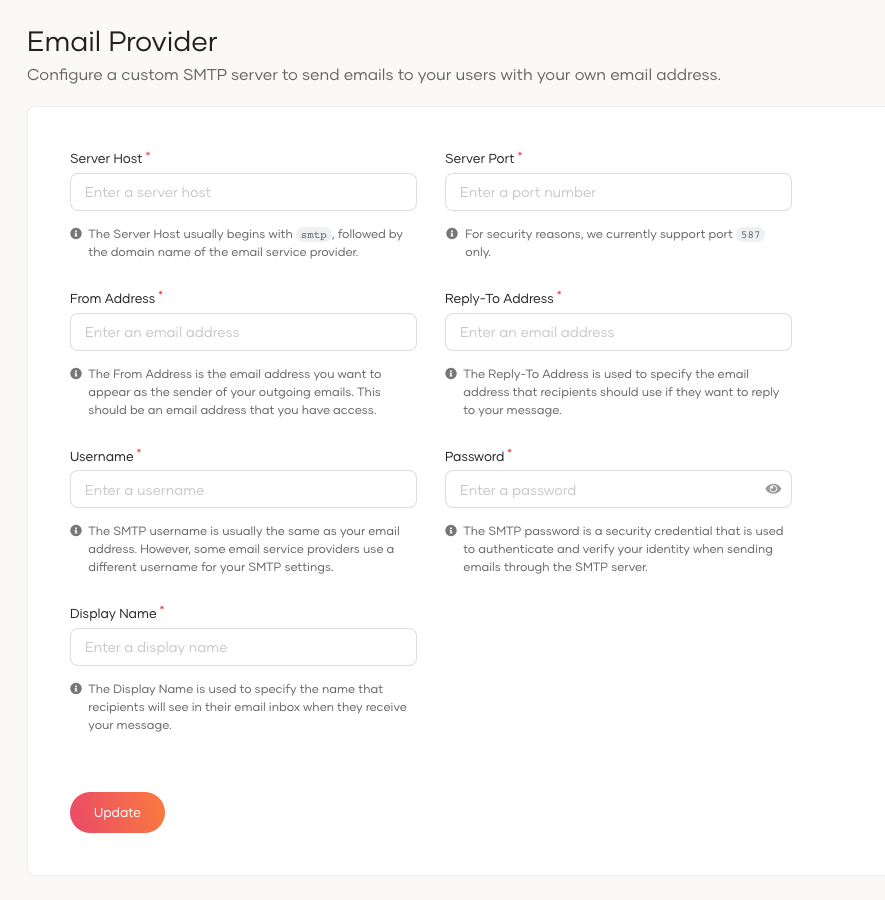 Email Provider
Configure a custom SMTP server to send emails to your users with your own email address.
Server Host *
Enter a server host
The Server Host usually begins with smtp, followed by
the domain name of the email service provider.
Server Port *
Enter a port number
For security reasons, we currently support port 587
only.
From Address *
Enter an email address
The From Address is the email address you want to
appear as the sender of your outgoing emails. This
should be an email address that you have access.
Reply-To Address *
Enter an email address
The Reply-To Address is used to specify the email
address that recipients should use if they want to reply
to your message.
Username *
Enter a username
The SMTP username is usually the same as your email
address. However, some email service providers use a
different username for your SMTP settings.
Password *
Enter a password
The SMTP password is a security credential that is used
to authenticate and verify your identity when sending
emails through the SMTP server.
Display Name *
Enter a display name
The Display Name is used to specify the name that
recipients will see in their email inbox when they receive
your message.
Update